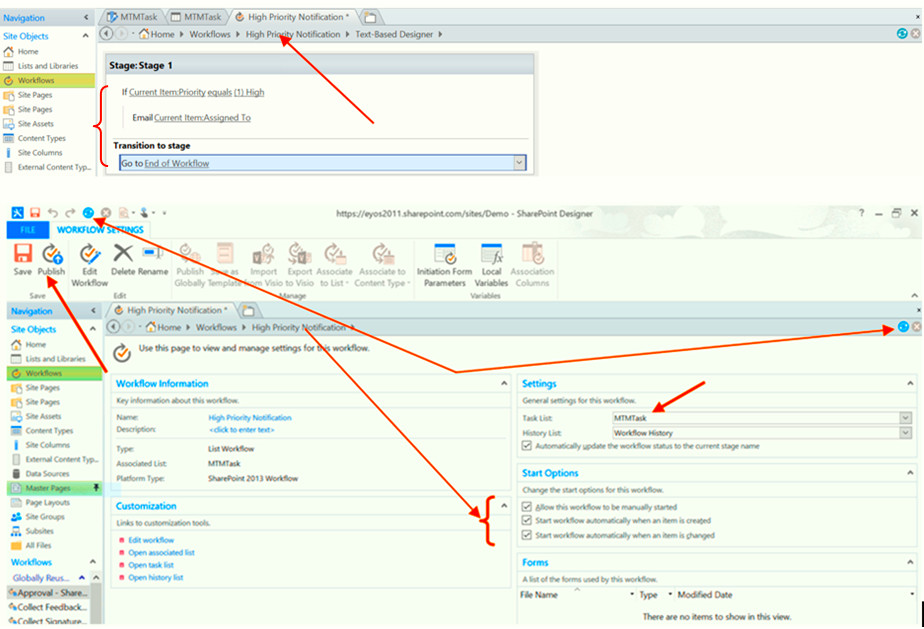 Navigation <
MTMTask MTMTask High Priority Notification *
Site Objects
Home Workflows High Priority Notification Text-Based Designer
Home
Lists and Libraries
Workflows
Site Pages
Site Pages
Site Assets
Content Types
Site Columns
External Content Typ...
Stage: Stage 1
If Current Item:Priority equals (1) High
Email Current Item:Assigned To
Transition to stage
Go to End of Workflow
https://eyos2011.sharepoint.com/sites/Demo - SharePoint Designer
FILE WORKFLOW SETTINGS
Save Publish Edit Workflow Delete Rename Publish Globally Save as Template Import from Visio Export to Visio Associate to List Associate to Content Type Initiation Form Parameters Local Variables Association Columns
Save Edit Manage Variables
Navigation <
High Priority Notification *
Site Objects
Home Workflows High Priority Notification
Home
Lists and Libraries
Workflows
Site Pages
Site Pages
Site Assets
Content Types
Site Columns
External Content Typ...
Data Sources
Master Pages
Page Layouts
Site Groups
Subsites
All Files
Workflows
Globally Reus...
Approval - Share...
Collect Feedback...
Collect Signature...
Use this page to view and manage settings for this workflow.
Workflow Information
Key information about this workflow.
Name: High Priority Notification
Description: <click to enter text>
Type: List Workflow
Associated List: MTMTask
Platform Type: SharePoint 2013 Workflow
Customization
Links to customization tools.
Edit workflow
Open associated list
Open task list
Open history list
Settings
General settings for this workflow.
Task List: MTMTask
History List: Workflow History
Automatically update the workflow status to the current stage name
Start Options
Change the start options for this workflow.
Allow this workflow to be manually started
Start workflow automatically when an item is created
Start workflow automatically when an item is changed
Forms
A list of the forms used by this workflow.
File Name Type Modified Date
There are no items to show in this view.